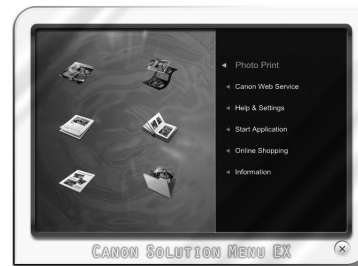 Photo Print
Canon Web Service
Help & Settings
Start Application
Online Shopping
Information
CANON SOLUTION MENU EX